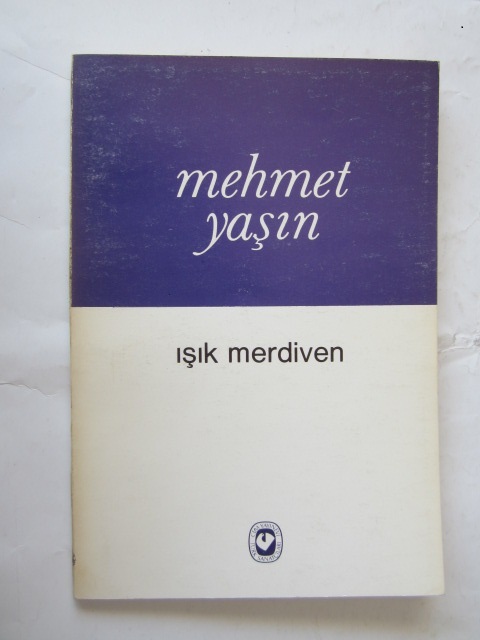 mehmet
yaşın
ışık merdiven